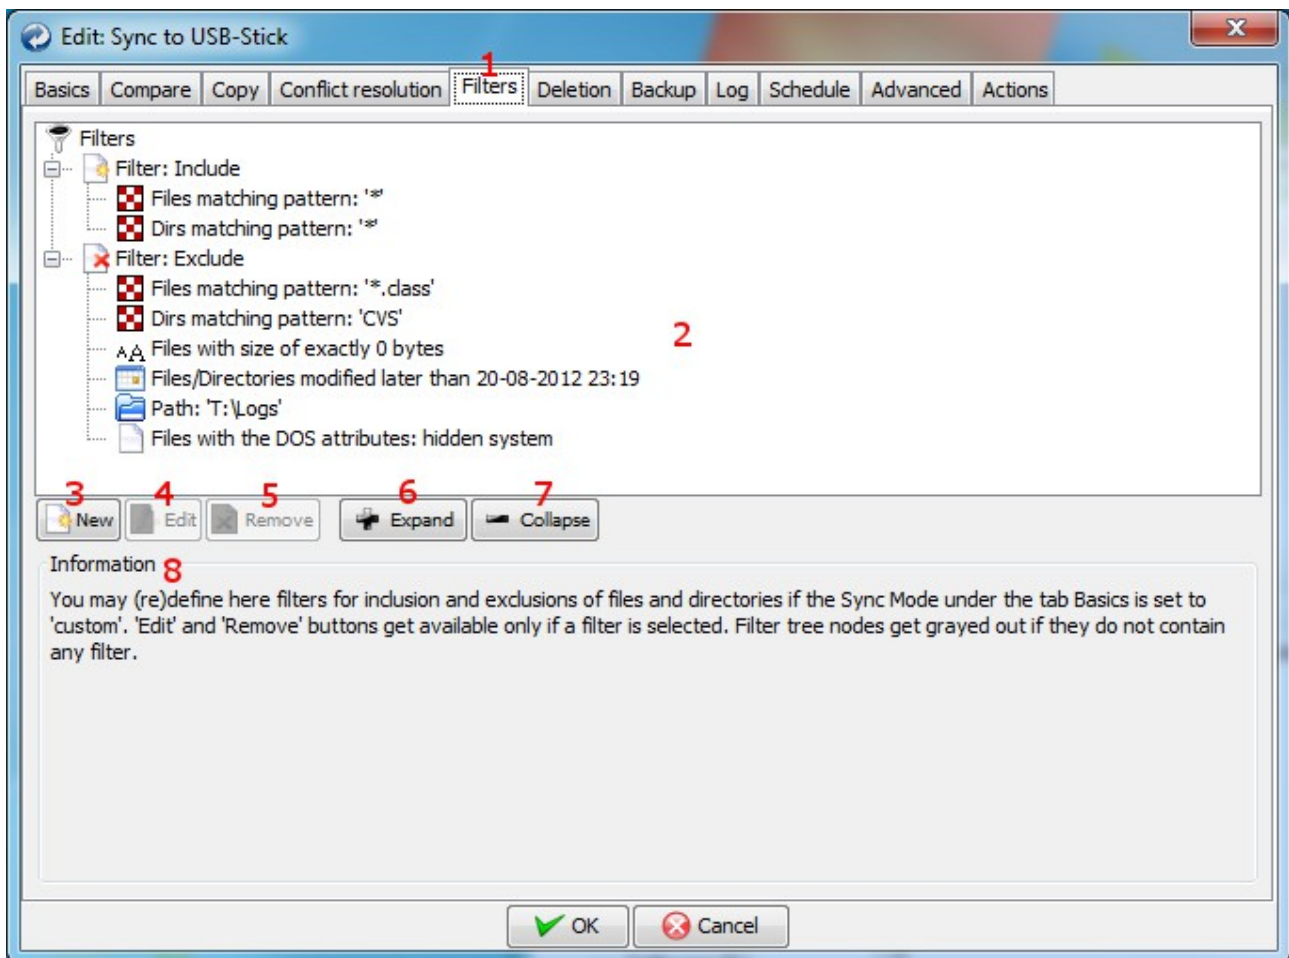 Edit: Sync to USB-Stick
1
Basics Compare Copy Conflict resolution Filters Deletion Backup Log Schedule Advanced Actions
Filters
Filter: Include
Files matching pattern: '*'
Dirs matching pattern: '*'
Filter: Exclude
Files matching pattern: '*.class'
Dirs matching pattern: 'CVS'
2
AA Files with size of exactly 0 bytes
Files/Directories modified later than 20-08-2012 23:19
Path: 'T:\Logs'
Files with the DOS attributes: hidden system
3 4 5 6 7
New Edit Remove Expand Collapse
Information 8
You may (re)define here filters for inclusion and exclusions of files and directories if the Sync Mode under the tab Basics is set to
'custom'. 'Edit' and 'Remove' buttons get available only if a filter is selected. Filter tree nodes get grayed out if they do not contain
any filter.
OK Cancel